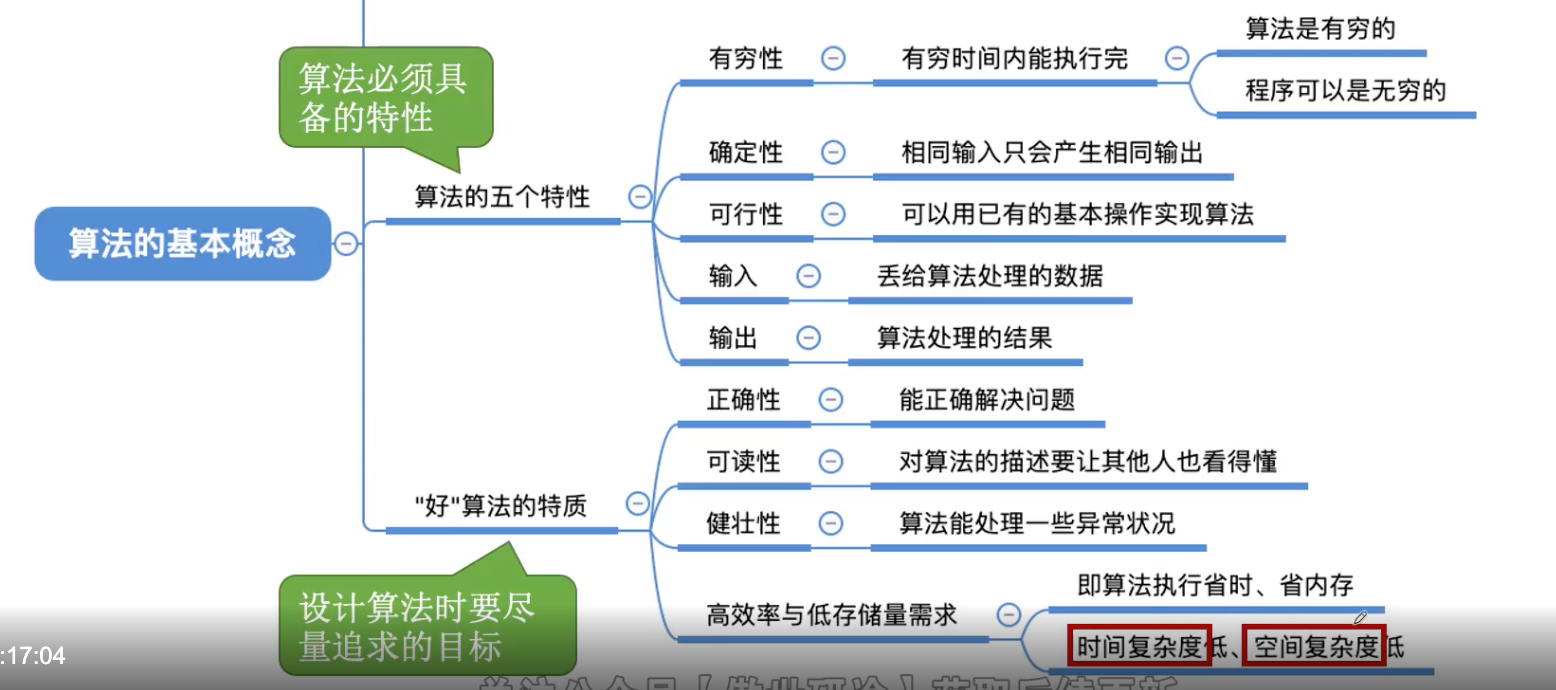 算法必须具
备的特性
算法的基本概念
算法的五个特性
有穷性
有穷时间内能执行完
算法是有穷的
程序可以是无穷的
确定性
相同输入只会产生相同输出
可行性
可以用已有的基本操作实现算法
输入
丢给算法处理的数据
输出
算法处理的结果
"好"算法的特质
正确性
能正确解决问题
可读性
对算法的描述要让其他人也看得懂
健壮性
算法能处理一些异常状况
高效率与低存储量需求
即算法执行省时、省内存
时间复杂度低、空间复杂度低
设计算法时要尽
量追求的目标
:17:04